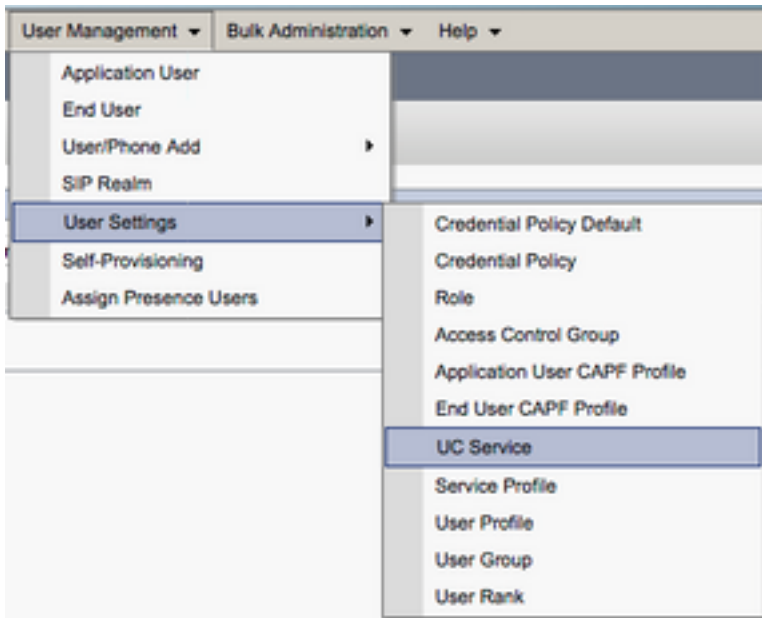 User Management Bulk Administration Help
Application User
End User
User/Phone Add
SIP Realm
User Settings
Self-Provisioning
Assign Presence Users
Credential Policy Default
Credential Policy
Role
Access Control Group
Application User CAPF Profile
End User CAPF Profile
UC Service
Service Profile
User Profile
User Group
User Rank